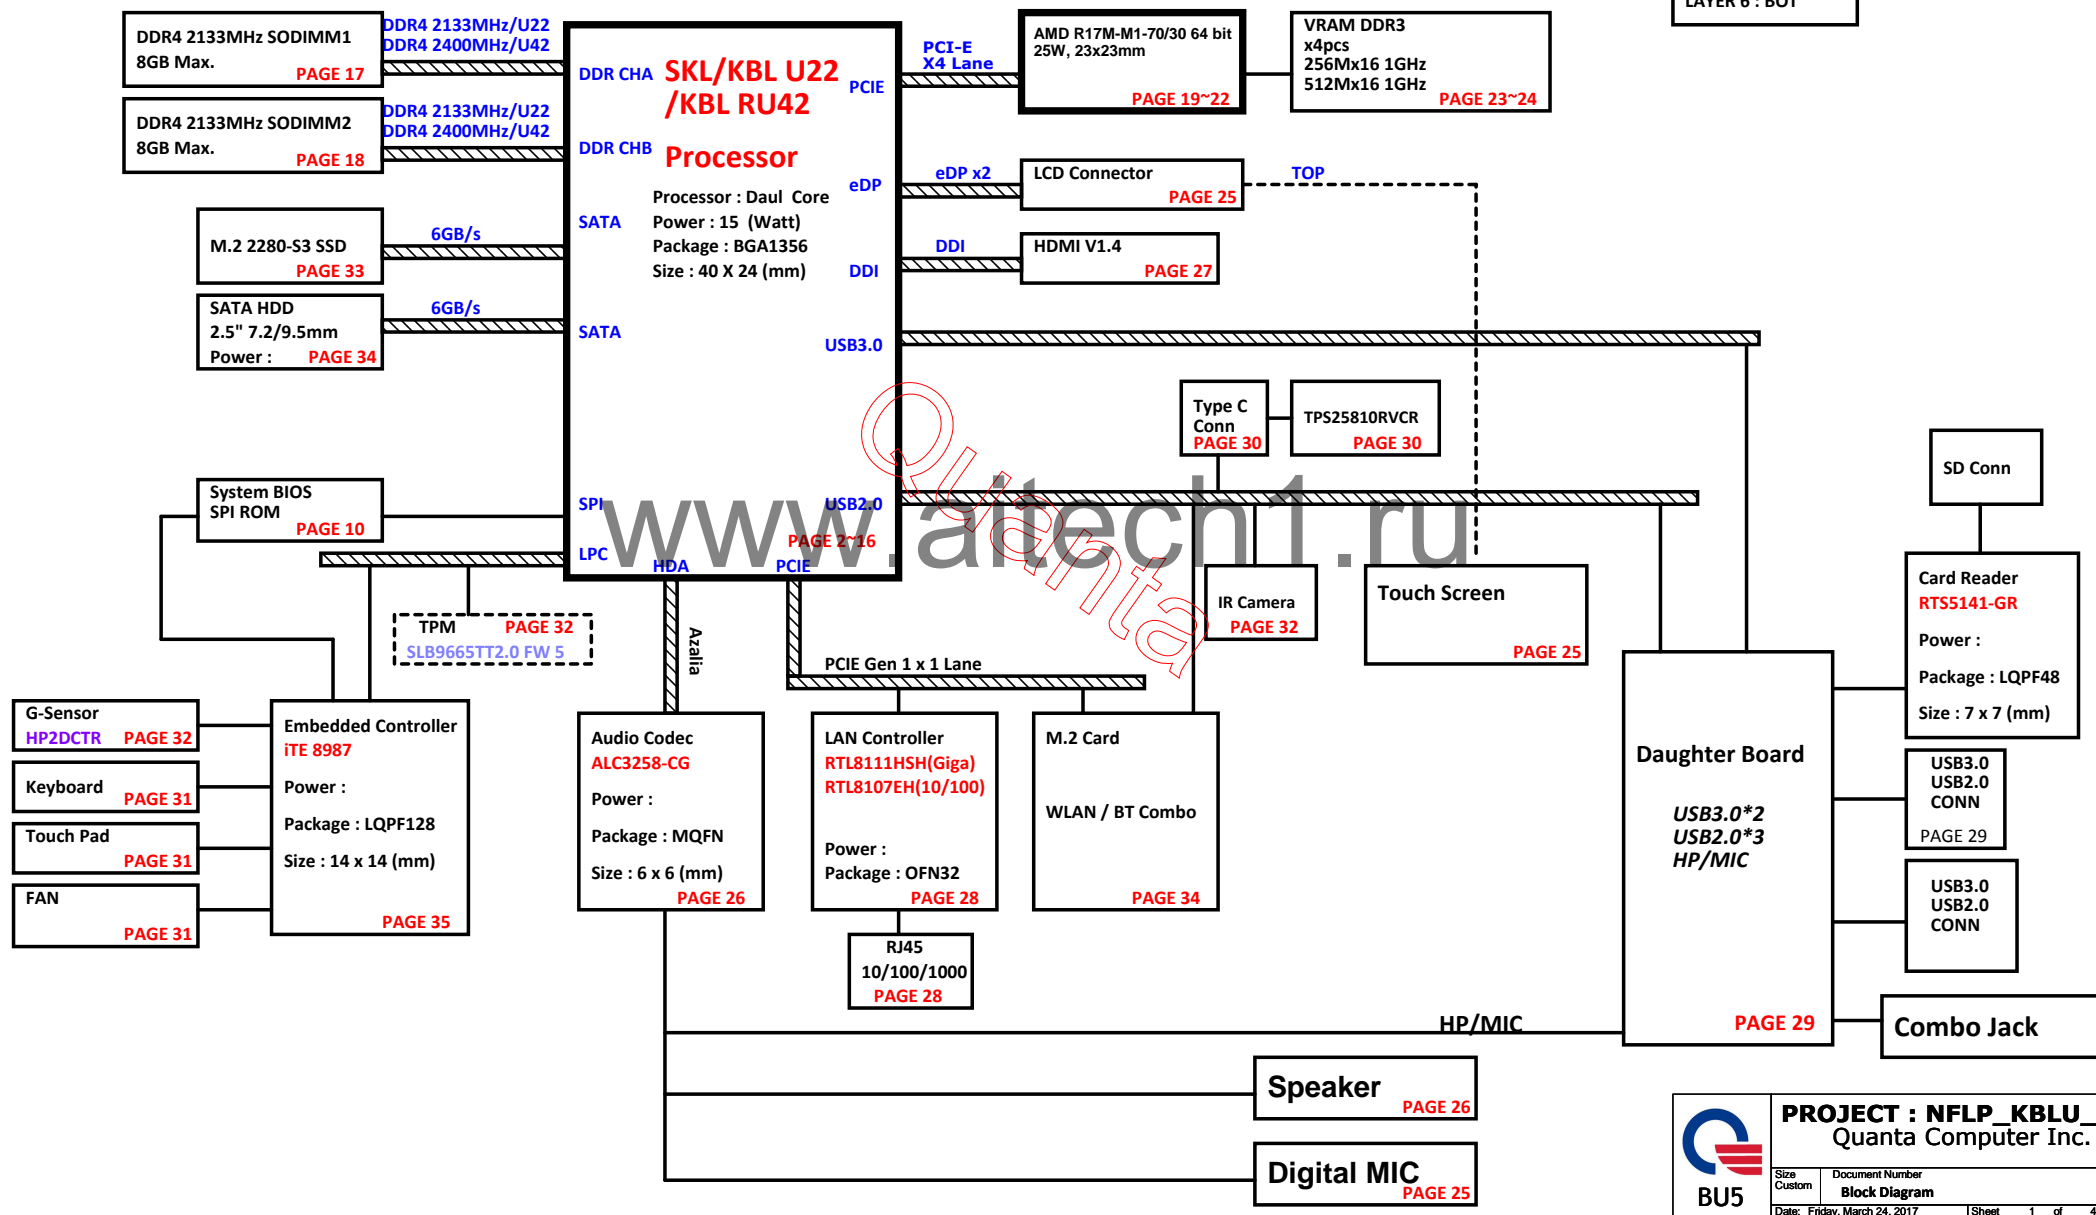 LAYER 6 : BOT
DDR4 2133MHz SODIMM1
8GB Max.
PAGE 17
DDR4 2133MHz/U22
DDR4 2400MHz/U42
DDR4 2133MHz SODIMM2
8GB Max.
PAGE 18
DDR4 2133MHz/U22
DDR4 2400MHz/U42
M.2 2280-S3 SSD
PAGE 33
6GB/s
SATA HDD
2.5" 7.2/9.5mm
Power :
PAGE 34
6GB/s
DDR CHA
DDR CHB
SATA
SATA
SPI
LPC
HDA
PCIE
SKL/KBL U22
/KBL RU42
Processor
Processor : Daul Core
Power : 15 (Watt)
Package : BGA1356
Size : 40 X 24 (mm)
PCIE
eDP
DDI
USB3.0
USB2.0
PAGE 2~16
PCI-E
X4 Lane
AMD R17M-M1-70/30 64 bit
25W, 23x23mm
PAGE 19~22
VRAM DDR3
x4pcs
256Mx16 1GHz
512Mx16 1GHz
PAGE 23~24
eDP x2
LCD Connector
PAGE 25
TOP
DDI
HDMI V1.4
PAGE 27
Type C
Conn
PAGE 30
TPS25810RVCR
PAGE 30
SD Conn
System BIOS
SPI ROM
PAGE 10
www.aitech1.ru
Quanta
TPM
PAGE 32
SLB9665TT2.0 FW 5
Azalia
PCIE Gen 1 x 1 Lane
IR Camera
PAGE 32
Touch Screen
PAGE 25
Card Reader
RTS5141-GR
Power :
Package : LQPF48
Size : 7 x 7 (mm)
G-Sensor
HP2DCTR
PAGE 32
Keyboard
PAGE 31
Touch Pad
PAGE 31
FAN
PAGE 31
Embedded Controller
iTE 8987
Power :
Package : LQPF128
Size : 14 x 14 (mm)
PAGE 35
Audio Codec
ALC3258-CG
Power :
Package : MQFN
Size : 6 x 6 (mm)
PAGE 26
LAN Controller
RTL8111HSH(Giga)
RTL8107EH(10/100)
Power :
Package : OFN32
PAGE 28
M.2 Card
WLAN / BT Combo
PAGE 34
RJ45
10/100/1000
PAGE 28
Daughter Board
USB3.0*2
USB2.0*3
HP/MIC
PAGE 29
USB3.0
USB2.0
CONN
PAGE 29
USB3.0
USB2.0
CONN
Combo Jack
HP/MIC
Speaker
PAGE 26
Digital MIC
PAGE 25
BU5
PROJECT : NFLP_KBLU_
Quanta Computer Inc.
Size
Custom
Document Number
Block Diagram
Date: Friday, March 24, 2017
Sheet 1 of 4